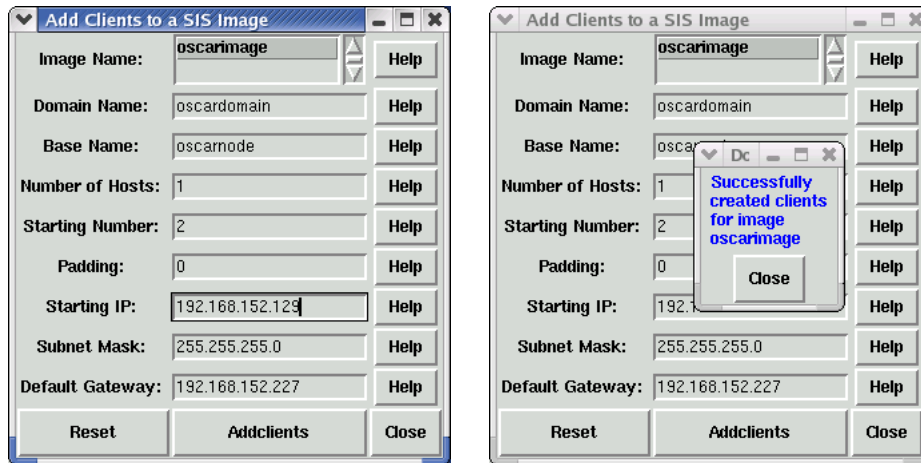 Add Clients to a SIS Image
Image Name:
oscarimage
Help
Domain Name:
oscardomain
Help
Base Name:
oscarnode
Help
Number of Hosts:
1
Help
Starting Number:
2
Help
Padding:
0
Help
Starting IP:
192.168.152.129
Help
Subnet Mask:
255.255.255.0
Help
Default Gateway:
192.168.152.227
Help
Reset
Addclients
Close
Add Clients to a SIS Image
Image Name:
oscarimage
Help
Domain Name:
oscardomain
Help
Base Name:
Help
Number of Hosts:
1
Help
Starting Number:
2
Help
Padding:
0
Help
Starting IP:
Help
Subnet Mask:
255.255.255.0
Help
Default Gateway:
192.168.152.227
Help
Reset
Addclients
Close
Successfully
created clients
for image
oscarimage
Close